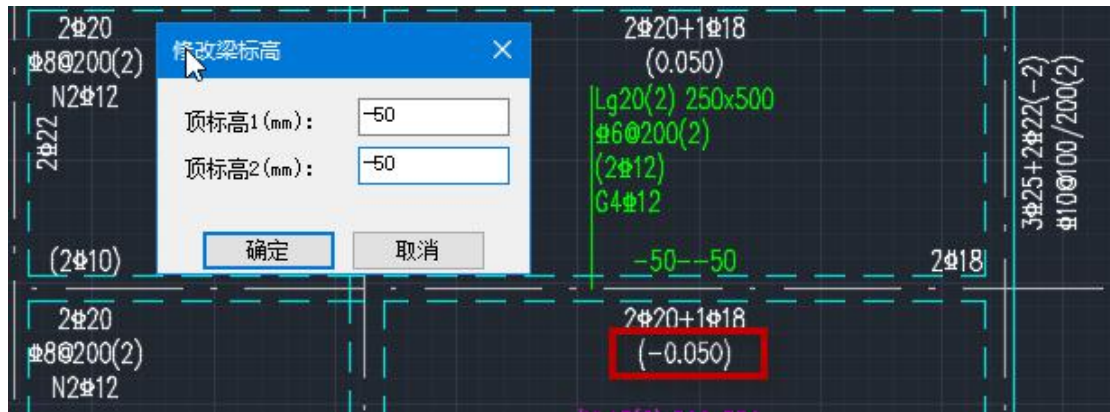 2Φ20
Φ8@200(2)
N2Φ12
2Φ22
(2Φ10)
修改梁标高
顶标高1(mm):
-50
顶标高2(mm):
-50
确定
取消
2Φ20+1Φ18
(0.050)
Lg20(2) 250x500
Φ6@200(2)
(2Φ12)
G4Φ12
-50--50
2Φ18
3Φ25+2Φ22(-2)
Φ10@100/200(2)
2Φ20
Φ8@200(2)
N2Φ12
2Φ20+1Φ18
(-0.050)